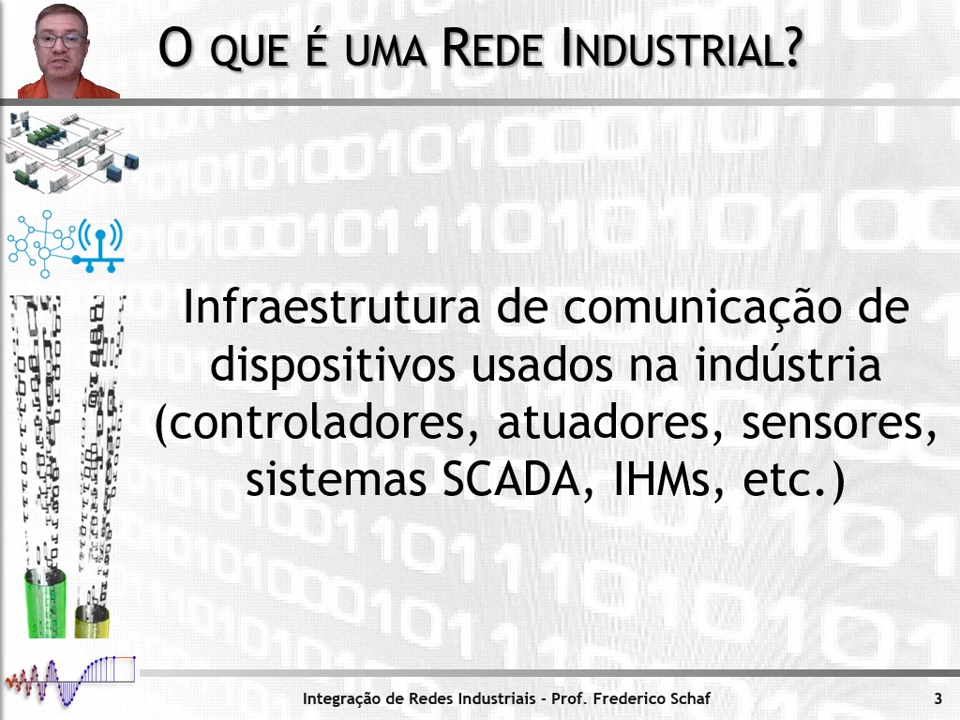 O QUE É UMA REDE INDUSTRIAL?
Infraestrutura de comunicação de
dispositivos usados na indústria
(controladores, atuadores, sensores,
sistemas SCADA, IHMs, etc.)
Integração de Redes Industriais - Prof. Frederico Schaf
3